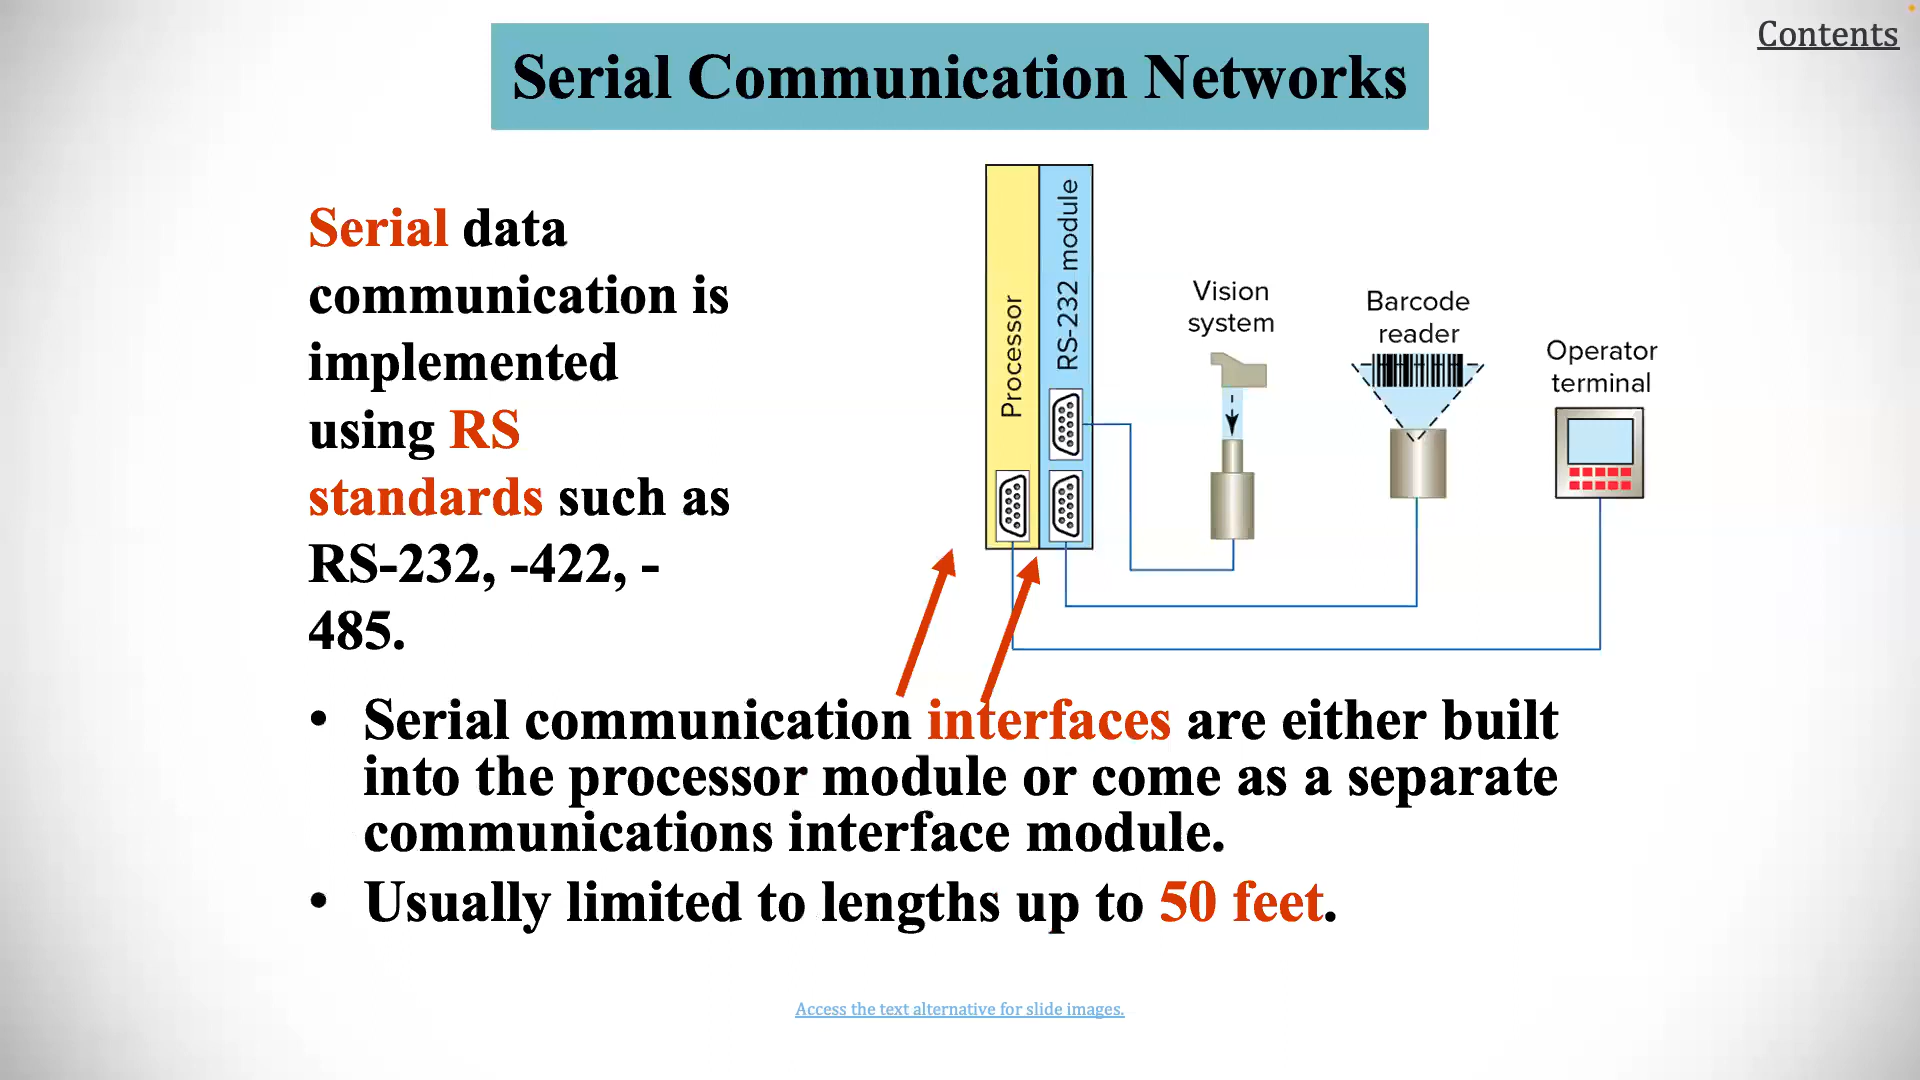 Contents
Serial Communication Networks
Serial data
communication is
implemented
using RS
standards such as
RS-232, -422, -
485.
Processor
RS-232 module
Vision
system
Barcode
reader
Operator
terminal
• Serial communication interfaces are either built
into the processor module or come as a separate
communications interface module.
• Usually limited to lengths up to 50 feet.
Access the text alternative for slide images.